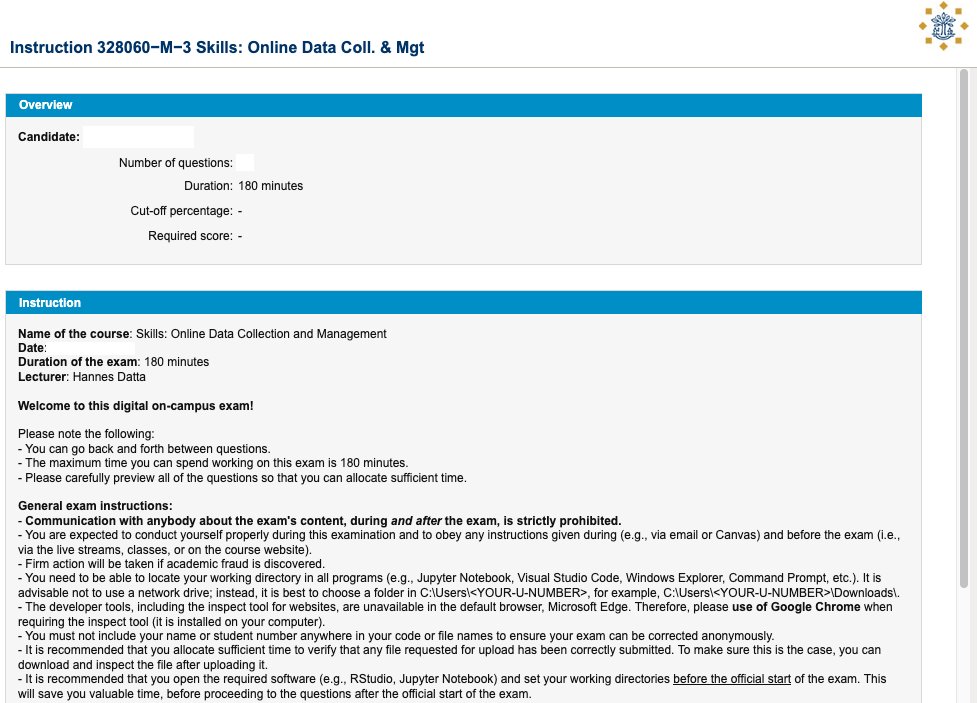 Instruction 328060−M−3 Skills: Online Data Coll. & Mgt
Overview
Candidate:
Number of questions:
Duration: 180 minutes
Cut-off percentage: -
Required score: -
Instruction
Name of the course: Skills: Online Data Collection and Management
Date:
Duration of the exam: 180 minutes
Lecturer: Hannes Datta
Welcome to this digital on-campus exam!
Please note the following:
- You can go back and forth between questions.
- The maximum time you can spend working on this exam is 180 minutes.
- Please carefully preview all of the questions so that you can allocate sufficient time.
General exam instructions:
- Communication with anybody about the exam's content, during and after the exam, is strictly prohibited.
- You are expected to conduct yourself properly during this examination and to obey any instructions given during (e.g., via email or Canvas) and before the exam (i.e.,
via the live streams, classes, or on the course website).
- Firm action will be taken if academic fraud is discovered.
- You need to be able to locate your working directory in all programs (e.g., Jupyter Notebook, Visual Studio Code, Windows Explorer, Command Prompt, etc.). It is
advisable not to use a network drive; instead, it is best to choose a folder in C:\Users\<YOUR-U-NUMBER>, for example, C:\Users\<YOUR-U-NUMBER>\Downloads\.
- The developer tools, including the inspect tool for websites, are unavailable in the default browser, Microsoft Edge. Therefore, please use of Google Chrome when
requiring the inspect tool (it is installed on your computer).
- You must not include your name or student number anywhere in your code or file names to ensure your exam can be corrected anonymously.
- It is recommended that you allocate sufficient time to verify that any file requested for upload has been correctly submitted. To make sure this is the case, you can
download and inspect the file after uploading it.
- It is recommended that you open the required software (e.g., RStudio, Jupyter Notebook) and set your working directories before the official start of the exam. This
will save you valuable time, before proceeding to the questions after the official start of the exam.